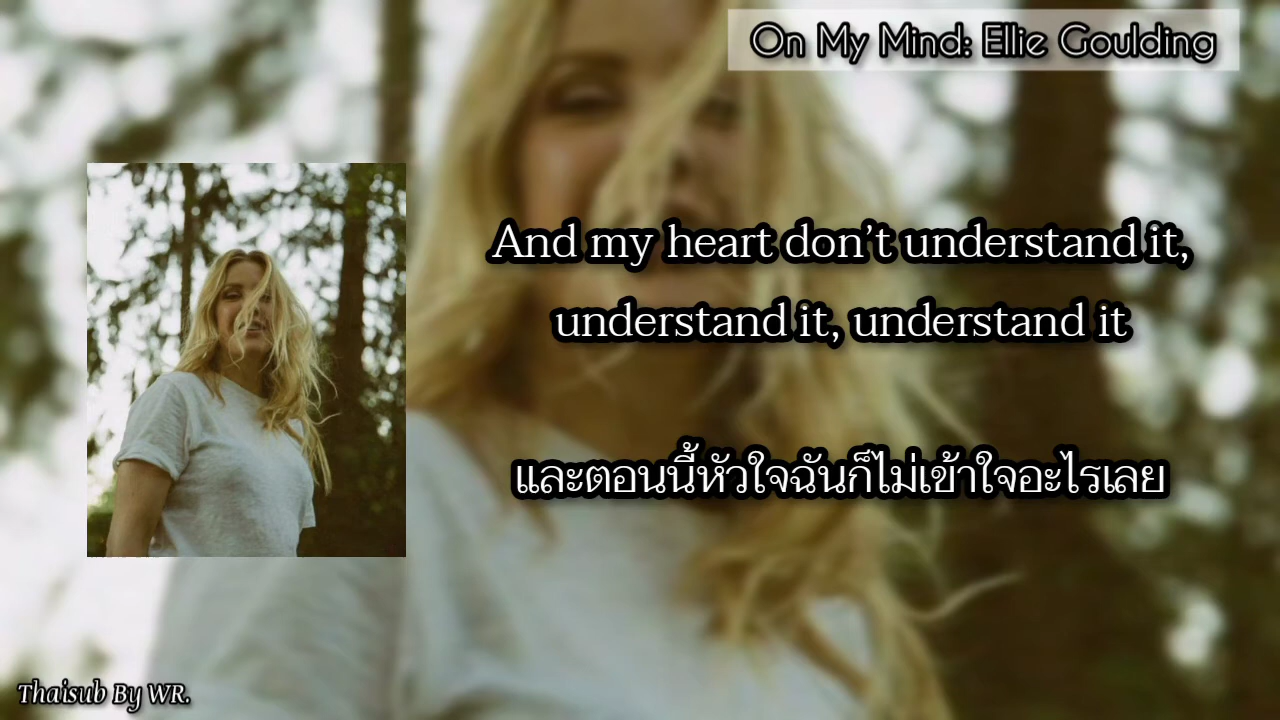 On My Mind: Ellie Goulding
And my heart don’t understand it,
understand it, understand it
และตอนนี้หัวใจฉันก็ไม่เข้าใจอะไรเลย
Thaisub By WR.